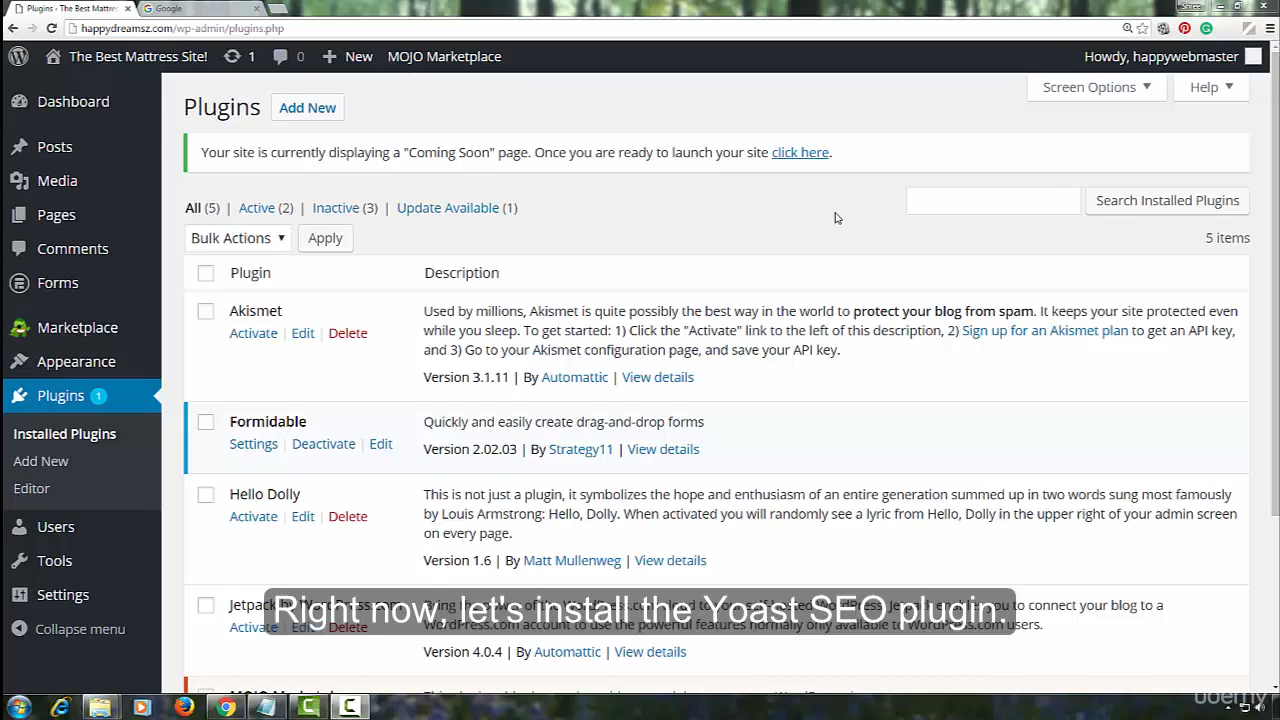 Plugins ‹ The Best Mattress ×
Google ×
happydreamsz.com/wp-admin/plugins.php
The Best Mattress Site! 1 0 New MOJO Marketplace Howdy, happywebmaster
Dashboard
Posts
Media
Pages
Comments
Forms
Marketplace
Appearance
Plugins 1
Installed Plugins
Add New
Editor
Users
Tools
Settings
Collapse menu
Screen Options Help
Plugins Add New
Your site is currently displaying a "Coming Soon" page. Once you are ready to launch your site click here.
All (5) | Active (2) | Inactive (3) | Update Available (1)
Search Installed Plugins
Bulk Actions Apply
5 items
Plugin Description
Akismet
Activate | Edit | Delete
Used by millions, Akismet is quite possibly the best way in the world to protect your blog from spam. It keeps your site protected even
while you sleep. To get started: 1) Click the "Activate" link to the left of this description, 2) Sign up for an Akismet plan to get an API key,
and 3) Go to your Akismet configuration page, and save your API key.
Version 3.1.11 | By Automattic | View details
Formidable
Settings | Deactivate | Edit
Quickly and easily create drag-and-drop forms
Version 2.02.03 | By Strategy11 | View details
Hello Dolly
Activate | Edit | Delete
This is not just a plugin, it symbolizes the hope and enthusiasm of an entire generation summed up in two words sung most famously
by Louis Armstrong: Hello, Dolly. When activated you will randomly see a lyric from Hello, Dolly in the upper right of your admin screen
on every page.
Version 1.6 | By Matt Mullenweg | View details
Jetpack by WordPress.com
Activate | Edit | Delete
to connect your blog to a
WordPress.com account to use the powerful features normally only available to WordPress.com users.
Version 4.0.4 | By Automattic | View details
Right now, let's install the Yoast SEO plugin.
udemy